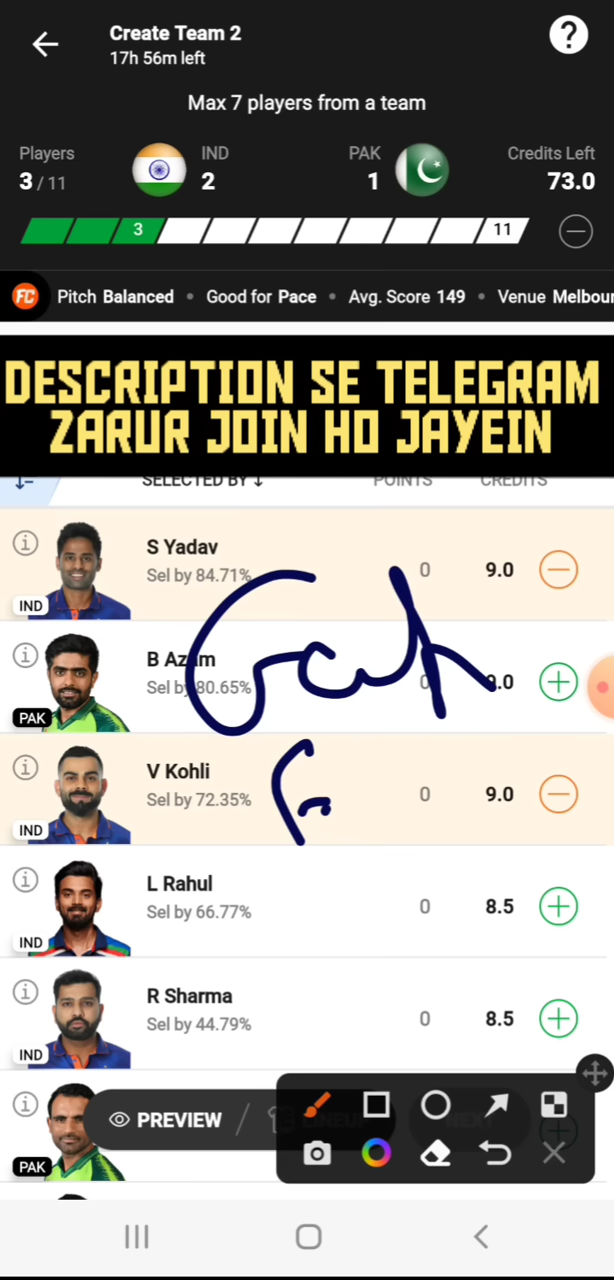 Create Team 2
17h 56m left
?
Max 7 players from a team
Players IND PAK Credits Left
3 / 11 2 1 73.0
3 11
FC Pitch Balanced • Good for Pace • Avg. Score 149 • Venue Melbour
DESCRIPTION SE TELEGRAM
ZARUR JOIN HO JAYEIN
SELECTED BY ↓ POINTS CREDITS
S Yadav
Sel by 84.71% 0 9.0
IND
B Azam
Sel by 80.65% 0 9.0
PAK
V Kohli
Sel by 72.35% 0 9.0
IND
L Rahul
Sel by 66.77% 0 8.5
IND
R Sharma
Sel by 44.79% 0 8.5
IND
PREVIEW /
PAK